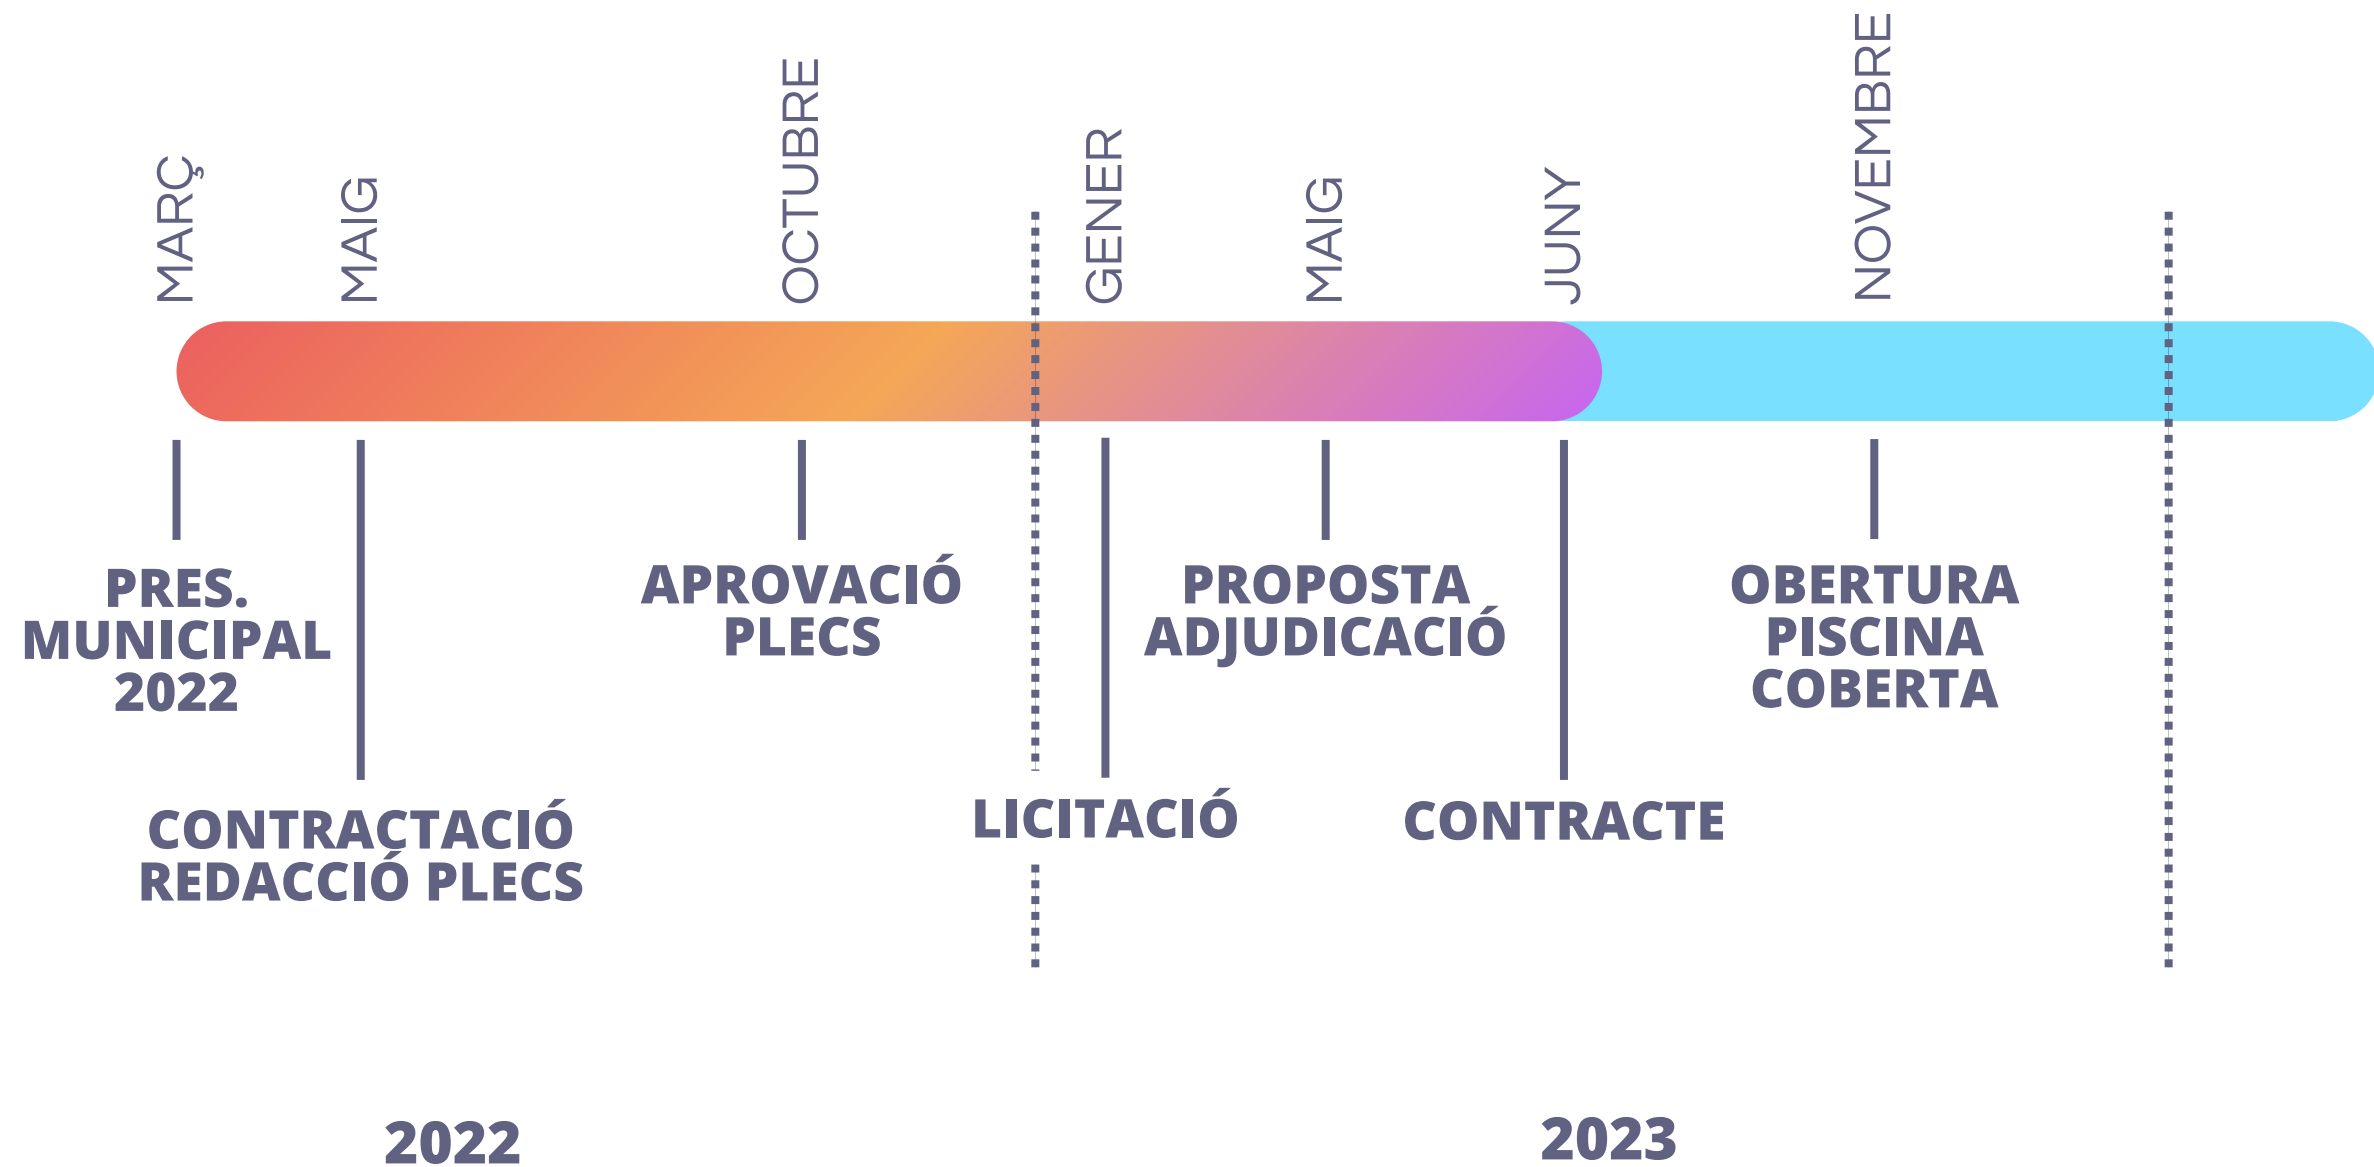 MARÇ
MAIG
OCTUBRE
GENER
MAIG
JUNY
NOVEMBRE
PRES.
MUNICIPAL
2022
CONTRACTACIÓ
REDACCIÓ PLECS
APROVACIÓ
PLECS
LICITACIÓ
PROPOSTA
ADJUDICACIÓ
CONTRACTE
OBERTURA
PISCINA
COBERTA
2022
2023